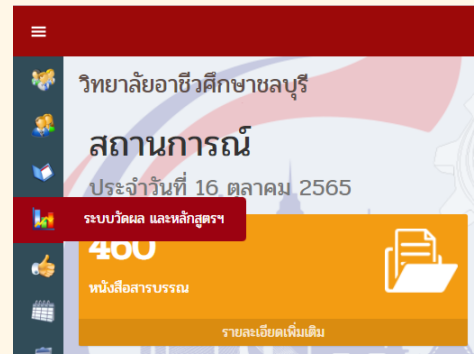 วิทยาลัยอาชีวศึกษาชลบุรี
สถานการณ์
ประจำวันที่ 16 ตุลาคม 2565
ระบบวัดผล และหลักสูตรฯ
460
หนังสือสารบรรณ
รายละเอียดเพิ่มเติม